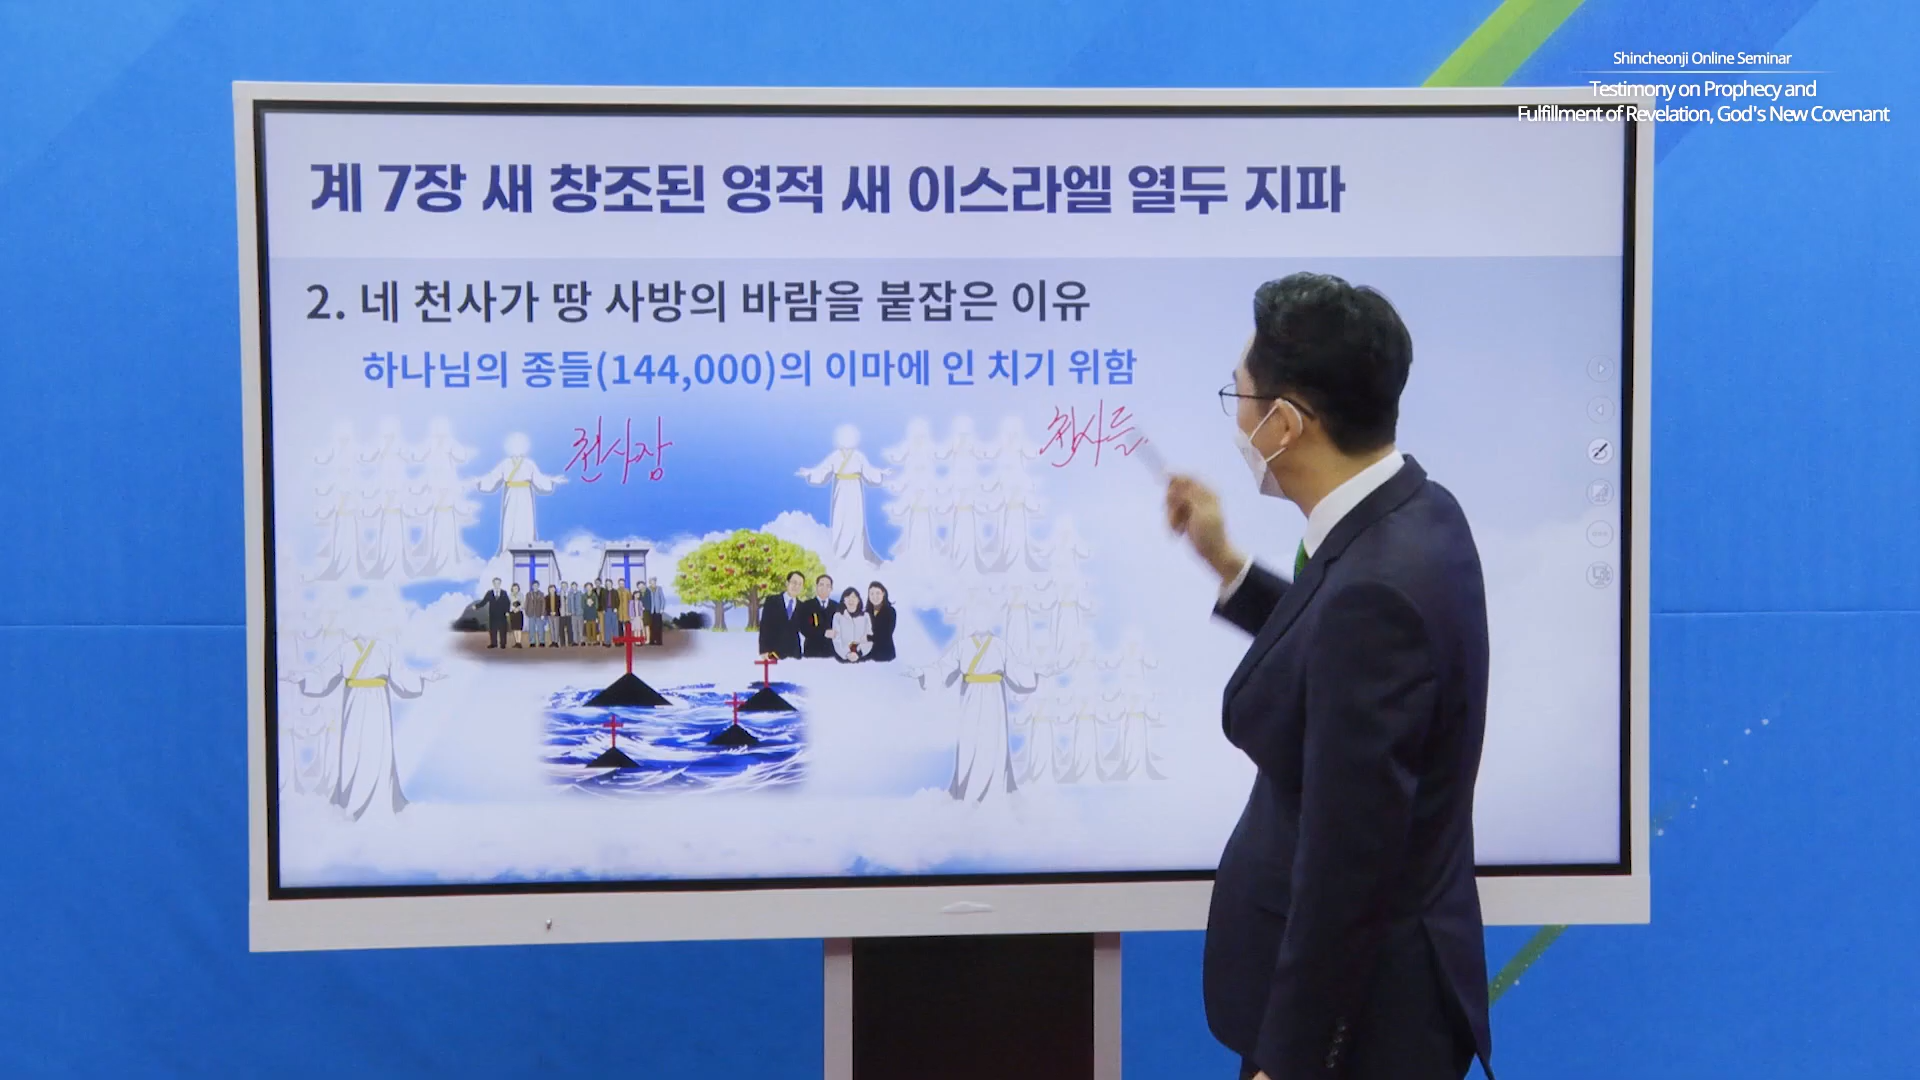 Shincheonji Online Seminar
Testimony on Prophecy and
Fulfillment of Revelation, God's New Covenant
계 7장 새 창조된 영적 새 이스라엘 열두 지파
2. 네 천사가 땅 사방의 바람을 붙잡은 이유
하나님의 종들(144,000)의 이마에 인 치기 위함
천사장
천사들